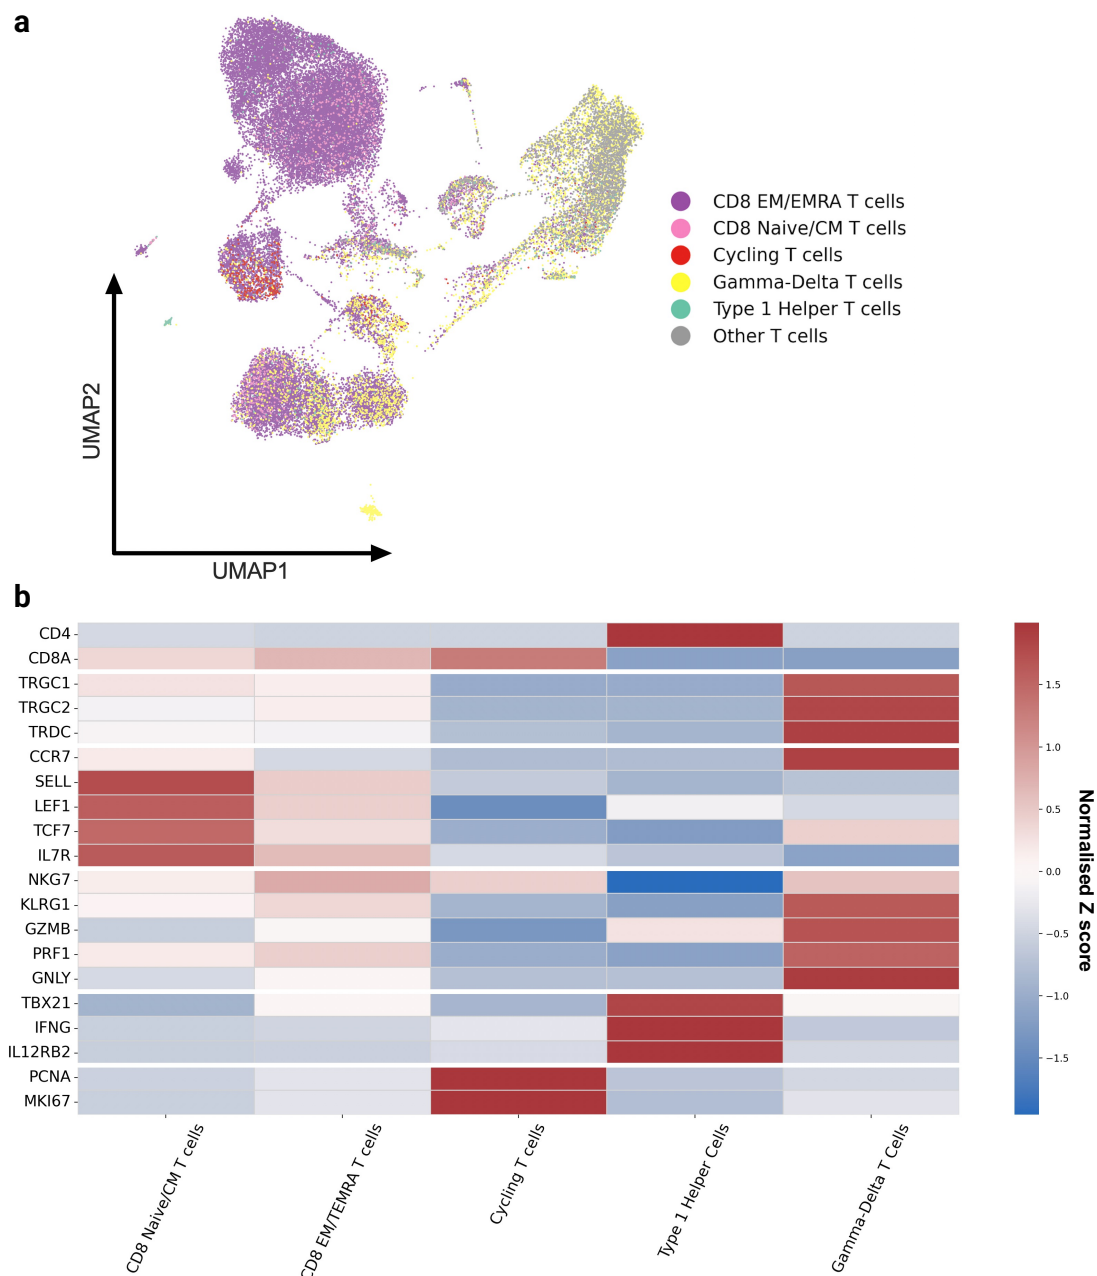 a
CD8 EM/EMRA T cells
CD8 Naive/CM T cells
Cycling T cells
Gamma-Delta T cells
Type 1 Helper T cells
Other T cells
UMAP2
UMAP1
b
CD4
CD8A
TRGC1
TRGC2
TRDC
CCR7
SELL
LEF1
TCF7
IL7R
NKG7
KLRG1
GZMB
PRF1
GNLY
TBX21
IFNG
IL12RB2
PCNA
MKI67
CD8 Naive/CM T cells
CD8 EM/TEMRA T cells
Cycling T cells
Type 1 Helper Cells
Gamma-Delta T Cells
1.5
1.0
0.5
0.0
−0.5
−1.0
−1.5
Normalised Z score